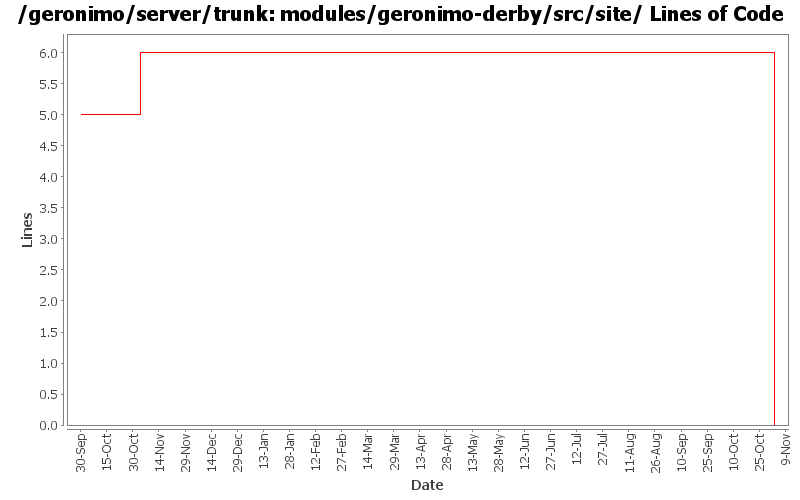 /geronimo/server/trunk: modules/geronimo-derby/src/site/ Lines of Code
6.0
5.5
5.0
4.5
4.0
3.5
3.0
2.5
2.0
1.5
1.0
0.5
0.0
Lines
30-Sep
15-Oct
30-Oct
14-Nov
29-Nov
14-Dec
29-Dec
13-Jan
28-Jan
12-Feb
27-Feb
14-Mar
29-Mar
13-Apr
28-Apr
13-May
28-May
12-Jun
27-Jun
12-Jul
27-Jul
11-Aug
26-Aug
10-Sep
25-Sep
10-Oct
25-Oct
9-Nov
Date